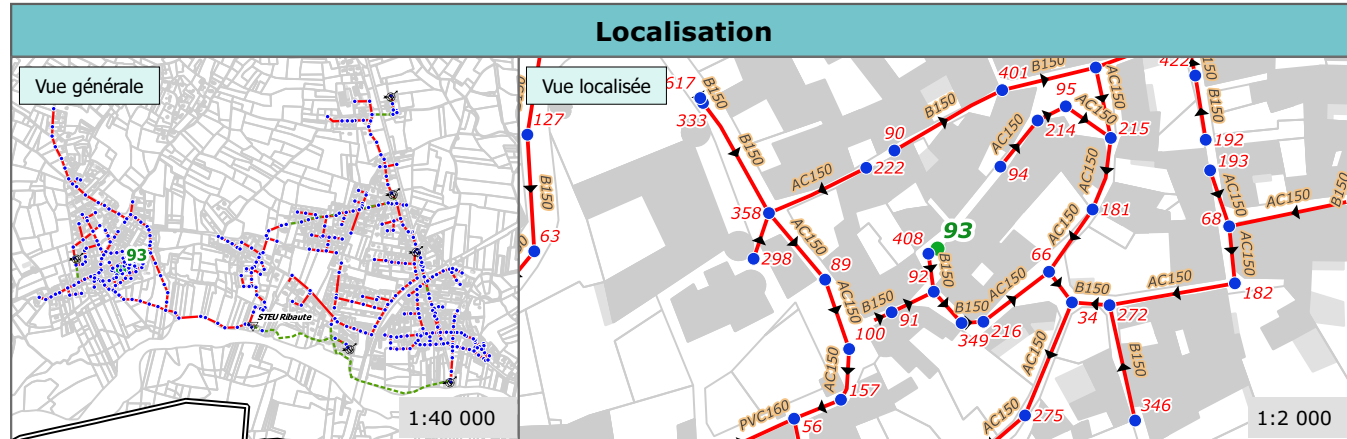 Localisation
Vue générale
93
STEU Ribaute
1:40 000
Vue localisée
617
333
B150
B150
127
B150
63
401
B150
AC150
95
AC150
214
215
AC150
94
90
222
AC150
B150
358
AC150
298
89
AC150
408
93
92
B150
B150
91
100
B150
349
216
AC150
66
AC150
181
AC150
B150
34
272
AC150
182
AC150
68
AC150
B150
193
192
B150
422
150
AC150
157
PVC160
56
AC150
275
AC150
B150
346
1:2 000